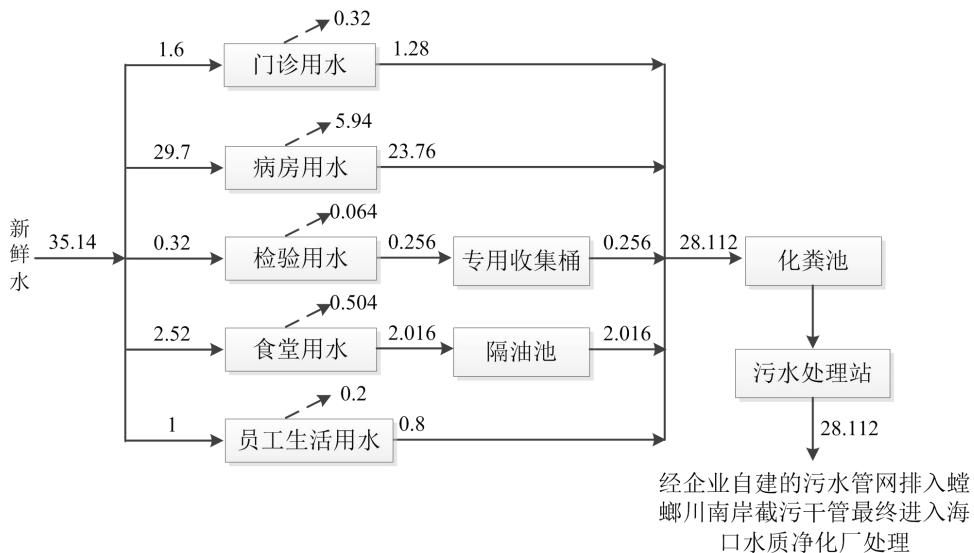 0.32
1.6
门诊用水
1.28
5.94
29.7
病房用水
23.76
新鲜水
35.14
0.064
0.32
检验用水
0.256
专用收集桶
0.256
28.112
化粪池
0.504
2.52
食堂用水
2.016
隔油池
2.016
污水处理站
0.2
1
员工生活用水
0.8
28.112
经企业自建的污水管网排入螳
螂川南岸截污干管最终进入海
口水质净化厂处理